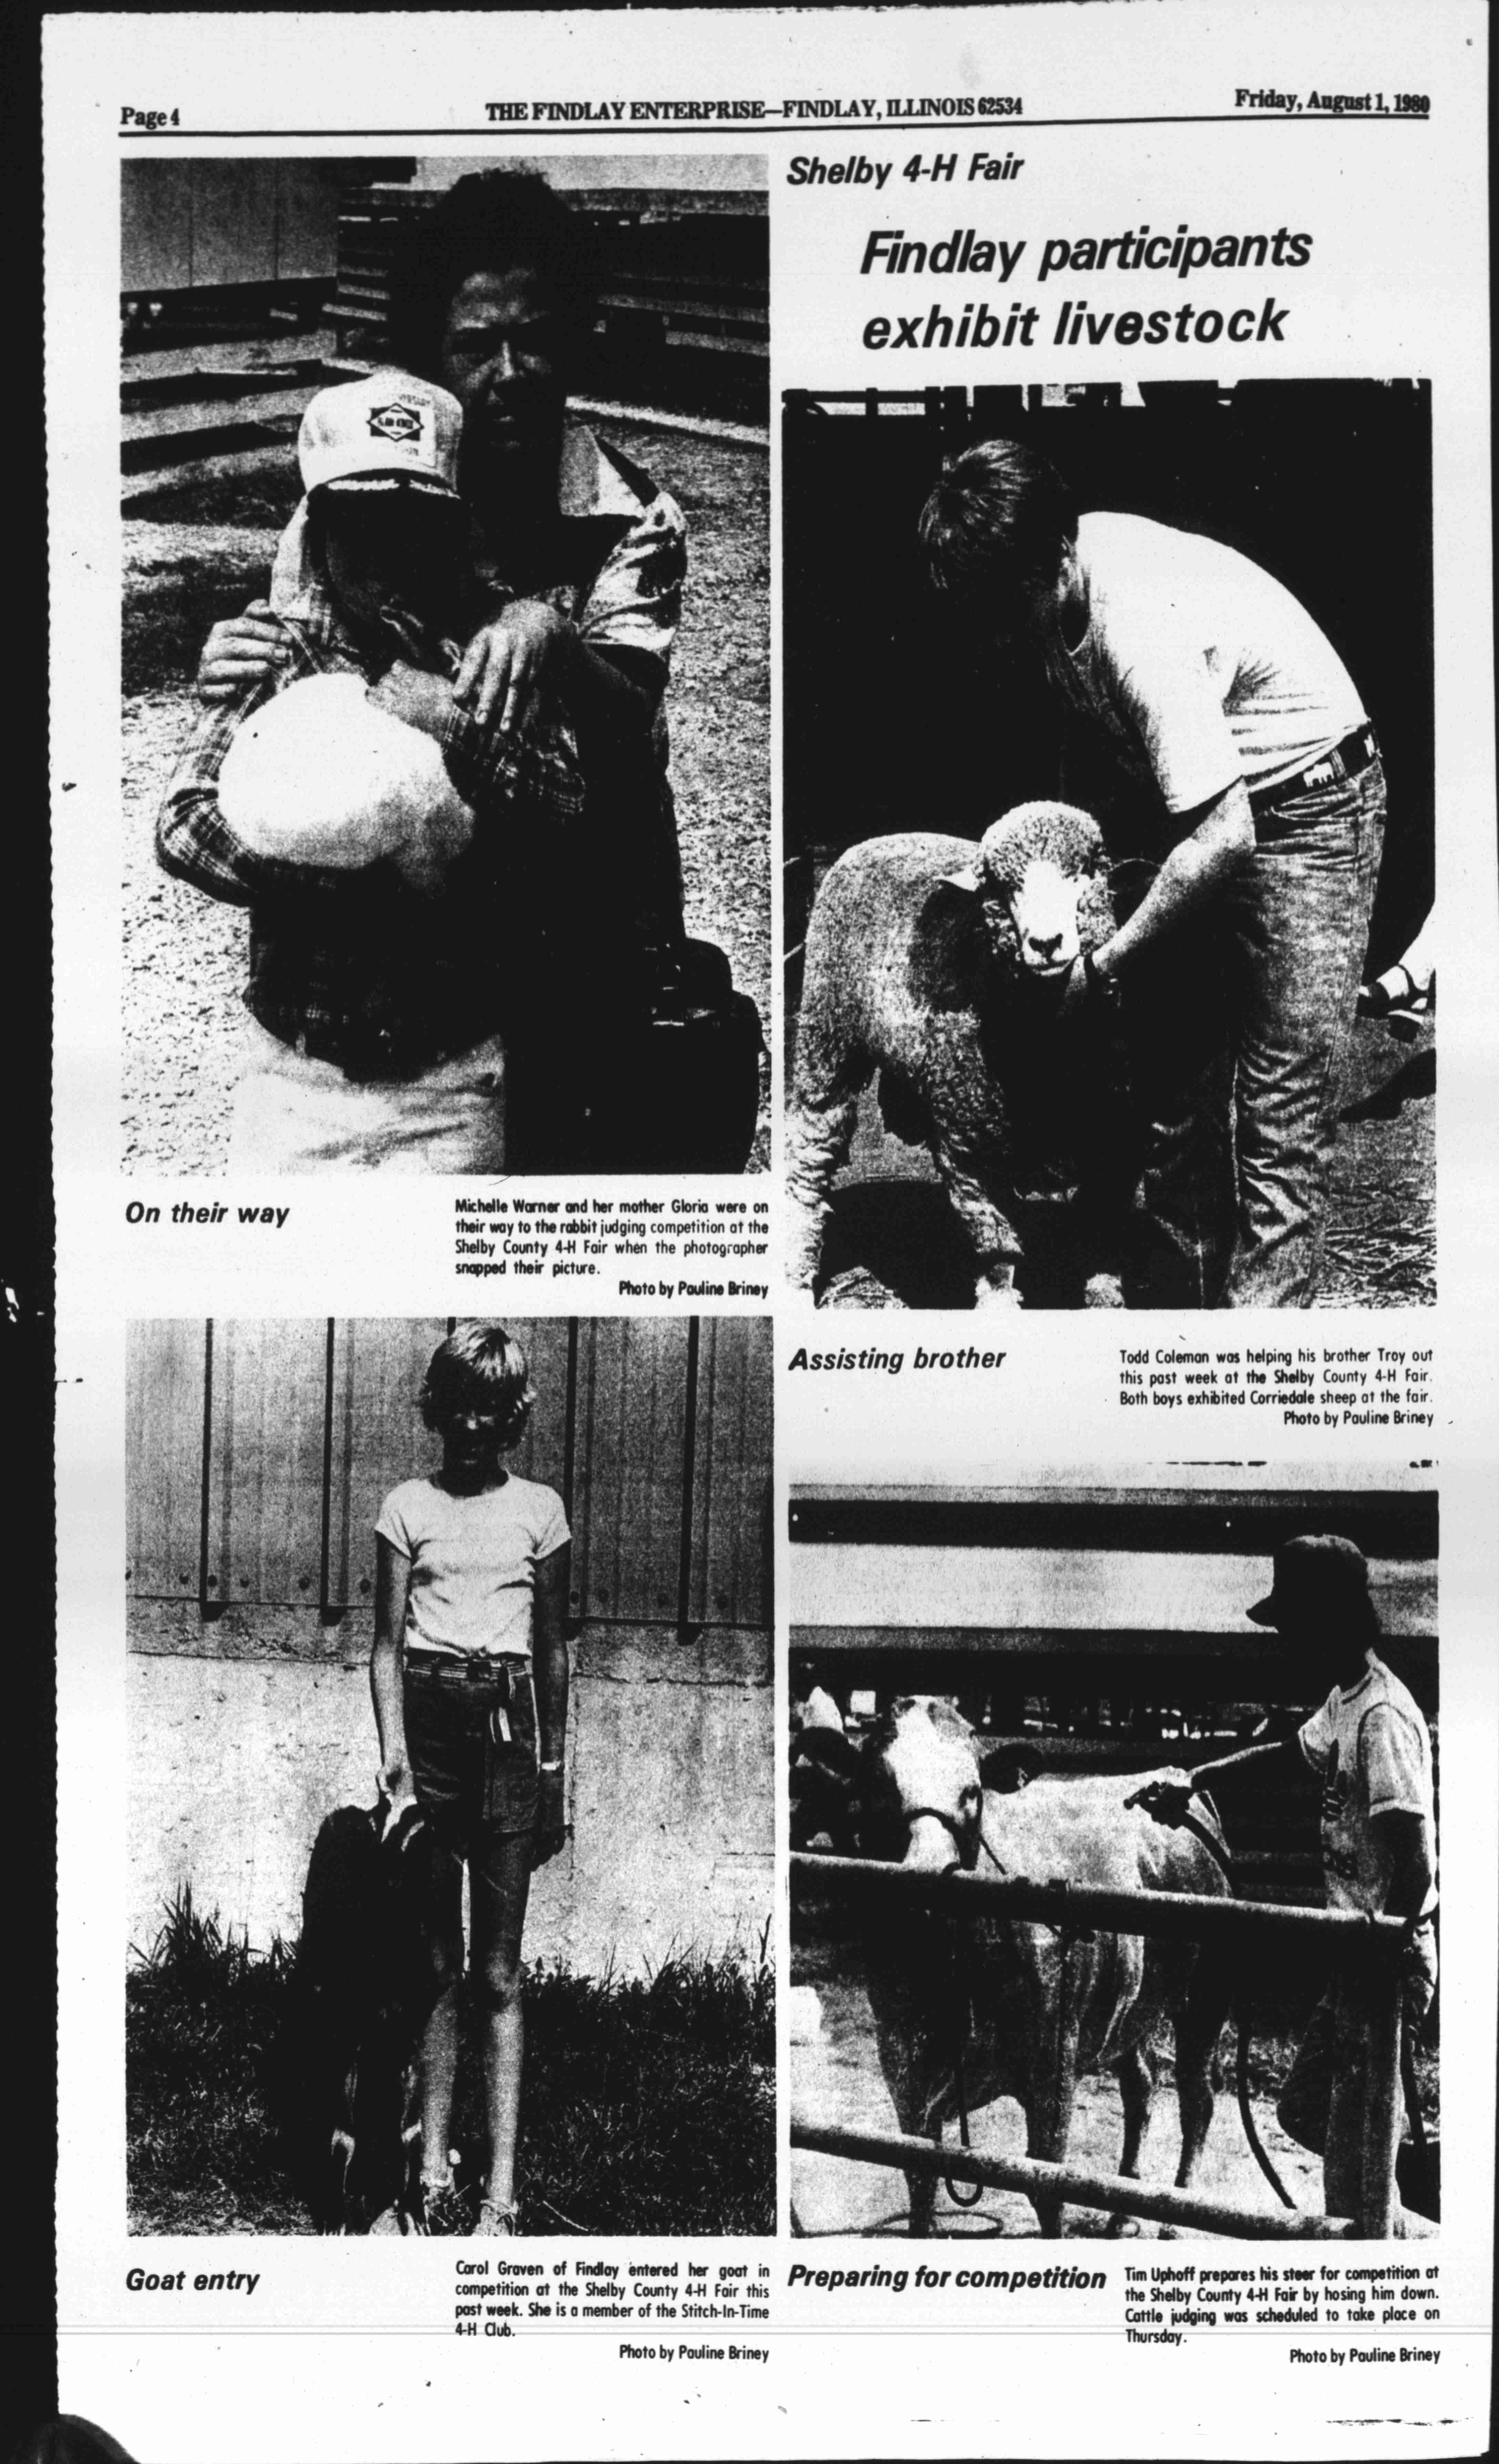 Page 4
THE FINDLAY ENTERPRISE—FINDLAY, ILLINOIS 62534
Friday, August 1, 1980
Shelby 4-H Fair
Findlay participants
exhibit livestock
On their way
Michelle Warner and her mother Gloria were on
their way to the rabbit judging competition at the
Shelby County 4-H Fair when the photographer
snapped their picture.
Photo by Pauline Briney
Assisting brother
Todd Coleman was helping his brother Troy out
this past week at the Shelby County 4-H Fair.
Both boys exhibited Corriedale sheep at the fair.
Photo by Pauline Briney
Goat entry
Carol Graven of Findlay entered her goat in
competition at the Shelby County 4-H Fair this
past week. She is a member of the Stitch-In-Time
4-H Club.
Photo by Pauline Briney
Preparing for competition
Tim Uphoff prepares his steer for competition at
the Shelby County 4-H Fair by hosing him down.
Cattle judging was scheduled to take place on
Thursday.
Photo by Pauline Briney